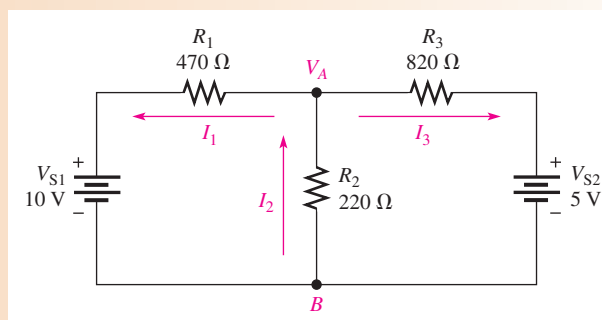 R1
470 Ω
VA
R3
820 Ω
I1
I3
+
VS1
10 V
−
I2
R2
220 Ω
+
VS2
5 V
−
B